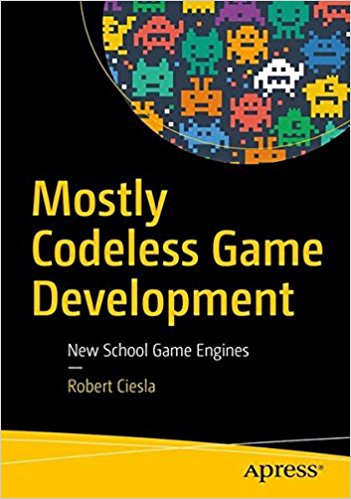 Mostly
Codeless Game
Development
New School Game Engines
—
Robert Ciesla
Apress®